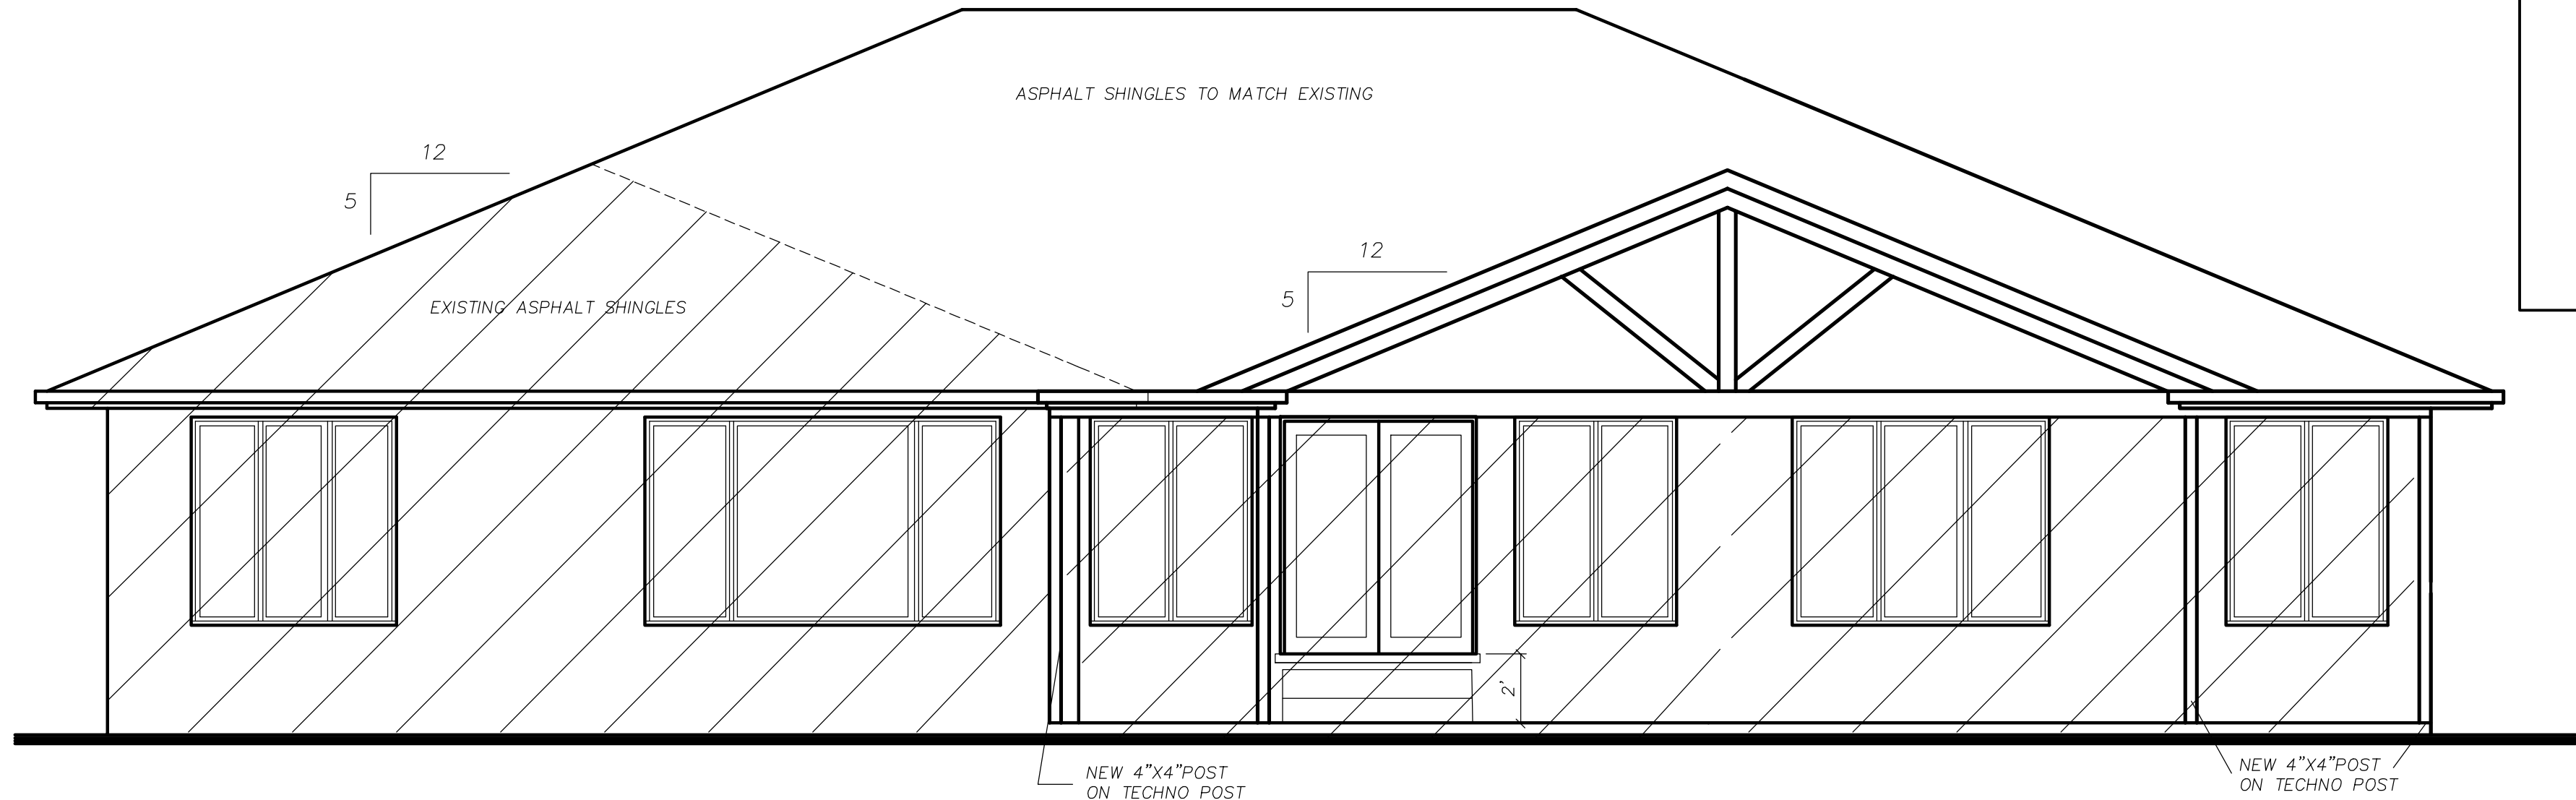 ASPHALT SHINGLES TO MATCH EXISTING
12
5
12
5
EXISTING ASPHALT SHINGLES
2'
NEW 4"X4"POST
ON TECHNO POST
NEW 4"X4"POST
ON TECHNO POST